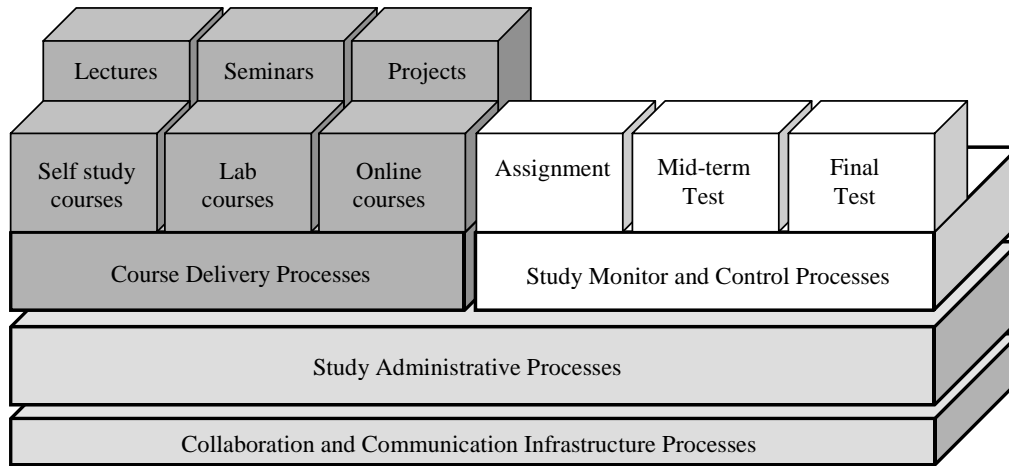 Lectures
Seminars
Projects
Self study
courses
Lab
courses
Online
courses
Assignment
Mid-term
Test
Final
Test
Course Delivery Processes
Study Monitor and Control Processes
Study Administrative Processes
Collaboration and Communication Infrastructure Processes